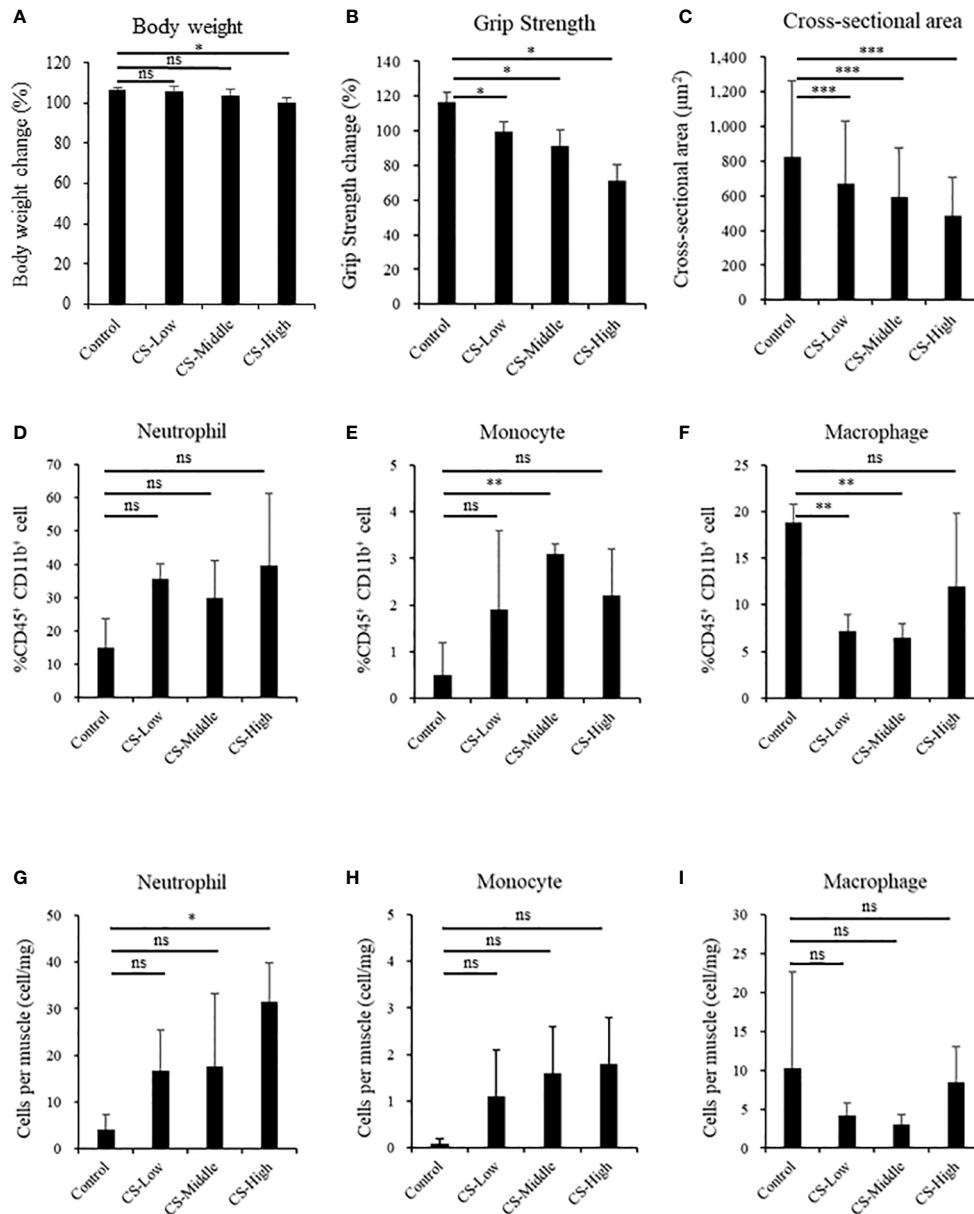 A
Body weight
*
ns
ns
Body weight change (%)
120
100
80
60
40
20
0
Control
CS-Low
CS-Middle
CS-High
B
Grip Strength
*
*
*
Grip Strength change (%)
140
120
100
80
60
40
20
0
Control
CS-Low
CS-Middle
CS-High
C
Cross-sectional area
***
***
***
Cross-sectional area (μm²)
1,400
1,200
1,000
800
600
400
200
0
Control
CS-Low
CS-Middle
CS-High
D
Neutrophil
ns
ns
ns
%CD45⁺ CD11b⁺ cell
70
60
50
40
30
20
10
0
Control
CS-Low
CS-Middle
CS-High
E
Monocyte
ns
**
ns
%CD45⁺ CD11b⁺ cell
5
4
3
2
1
0
Control
CS-Low
CS-Middle
CS-High
F
Macrophage
ns
**
**
%CD45⁺ CD11b⁺ cell
25
20
15
10
5
0
Control
CS-Low
CS-Middle
CS-High
G
Neutrophil
*
ns
ns
Cells per muscle (cell/mg)
50
40
30
20
10
0
Control
CS-Low
CS-Middle
CS-High
H
Monocyte
ns
ns
ns
Cells per muscle (cell/mg)
5
4
3
2
1
0
Control
CS-Low
CS-Middle
CS-High
I
Macrophage
ns
ns
ns
Cells per muscle (cell/mg)
30
25
20
15
10
5
0
Control
CS-Low
CS-Middle
CS-High